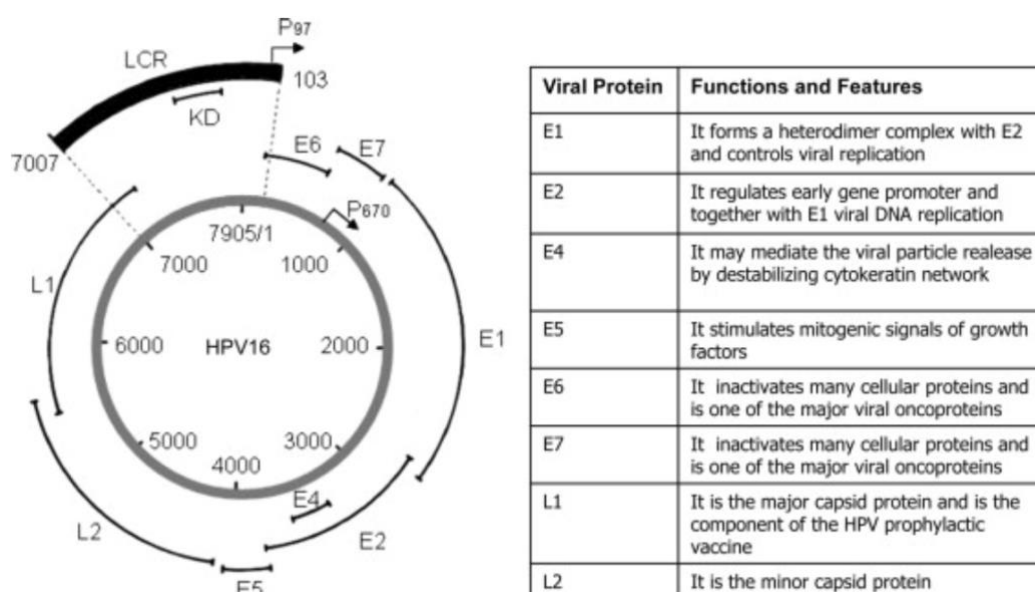 P97
LCR
103
KD
7007
E6
E7
P670
7905/1
7000
1000
L1
6000
HPV16
2000
E1
5000
3000
4000
E4
L2
E2
E5
Viral Protein Functions and Features
E1 It forms a heterodimer complex with E2
and controls viral replication
E2 It regulates early gene promoter and
together with E1 viral DNA replication
E4 It may mediate the viral particle realease
by destabilizing cytokeratin network
E5 It stimulates mitogenic signals of growth
factors
E6 It inactivates many cellular proteins and
is one of the major viral oncoproteins
E7 It inactivates many cellular proteins and
is one of the major viral oncoproteins
L1 It is the major capsid protein and is the
component of the HPV prophylactic
vaccine
L2 It is the minor capsid protein